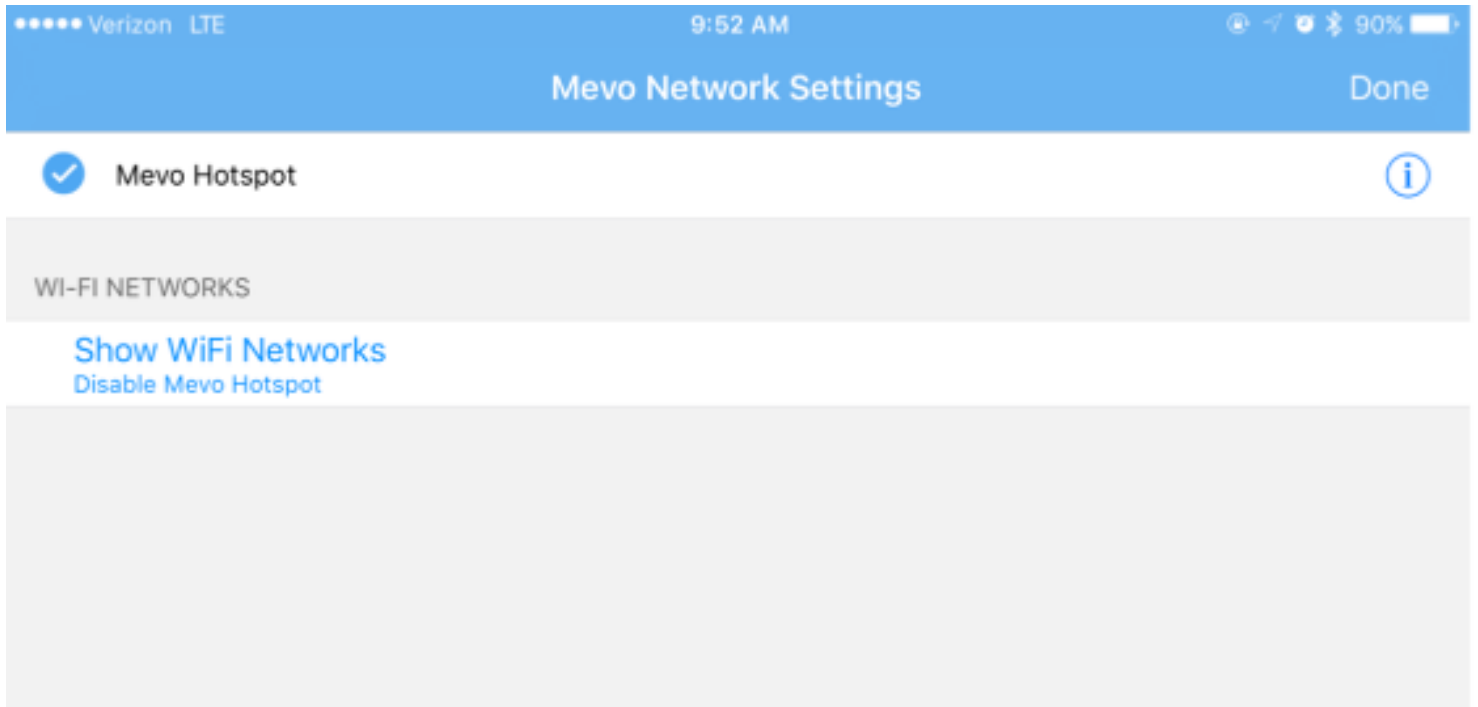 Verizon LTE 9:52 AM 90%
Mevo Network Settings Done
Mevo Hotspot
WI-FI NETWORKS
Show WiFi Networks
Disable Mevo Hotspot